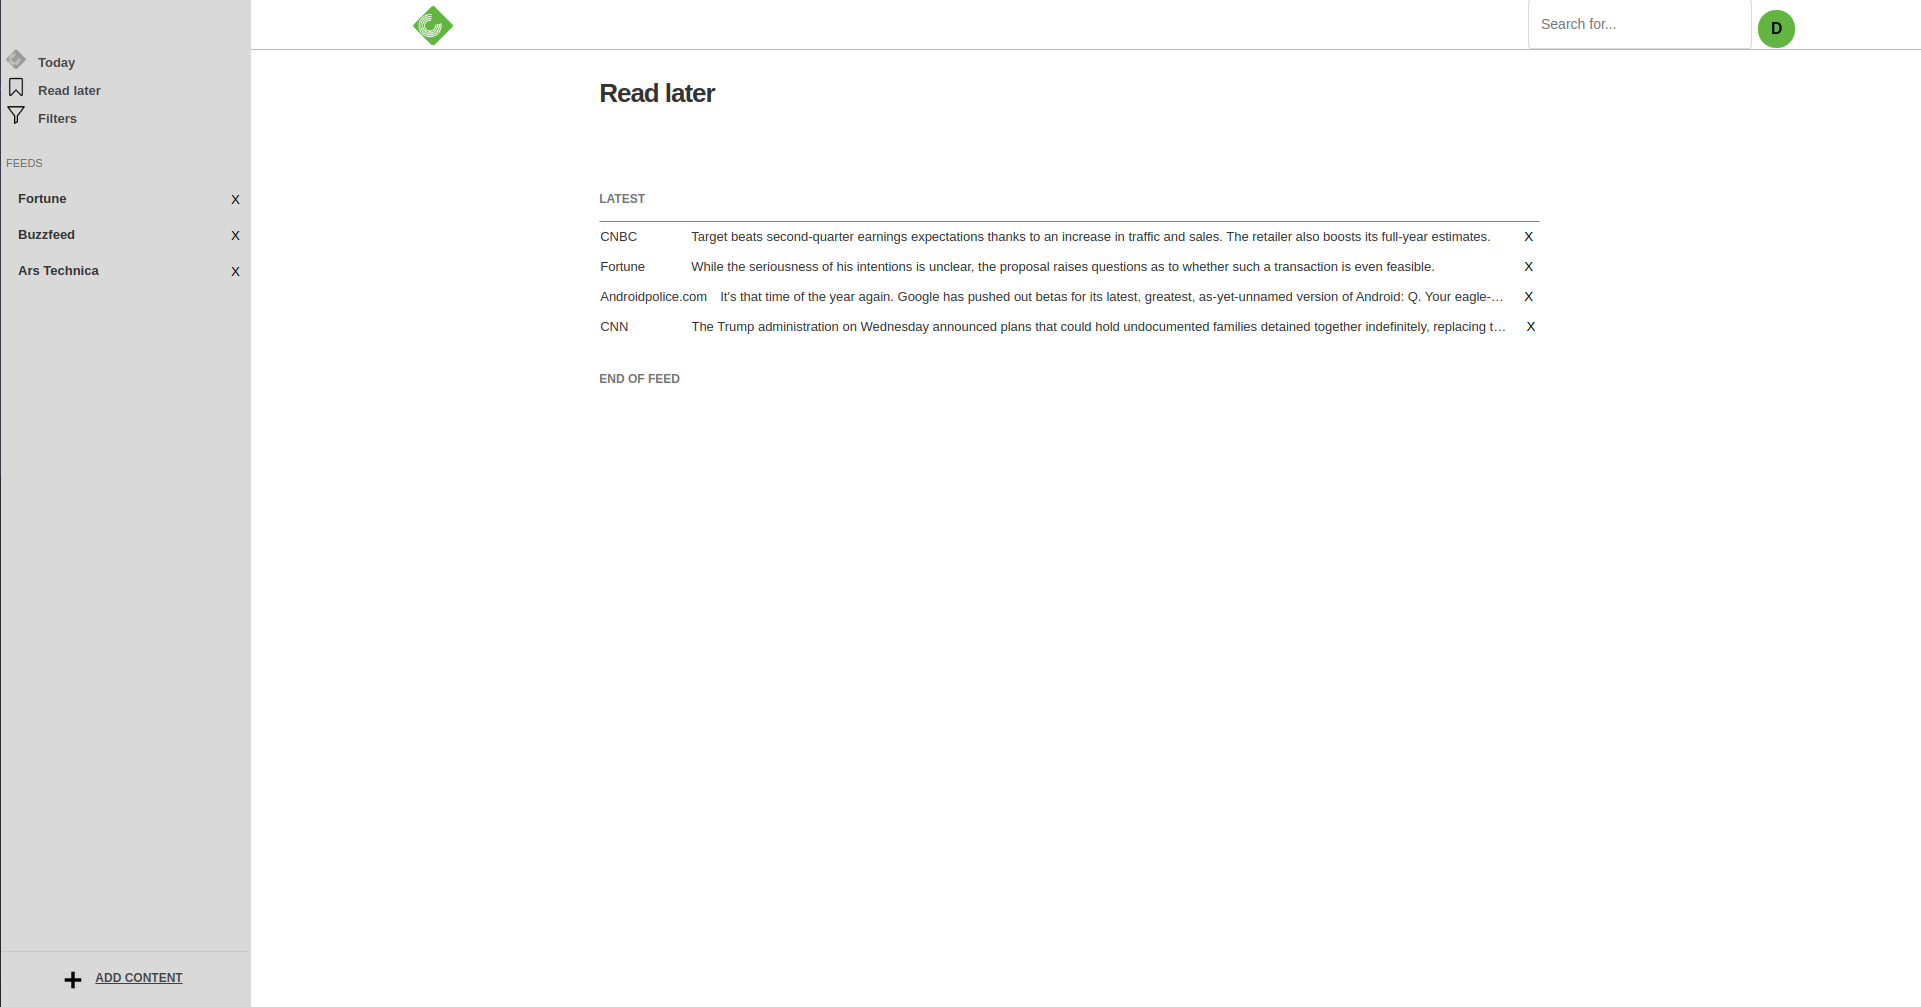 Search for...
D
Today
Read later
Filters
FEEDS
Fortune X
Buzzfeed X
Ars Technica X
ADD CONTENT
Read later
LATEST
CNBC Target beats second-quarter earnings expectations thanks to an increase in traffic and sales. The retailer also boosts its full-year estimates. X
Fortune While the seriousness of his intentions is unclear, the proposal raises questions as to whether such a transaction is even feasible. X
Androidpolice.com It's that time of the year again. Google has pushed out betas for its latest, greatest, as-yet-unnamed version of Android: Q. Your eagle-... X
CNN The Trump administration on Wednesday announced plans that could hold undocumented families detained together indefinitely, replacing t... X
END OF FEED